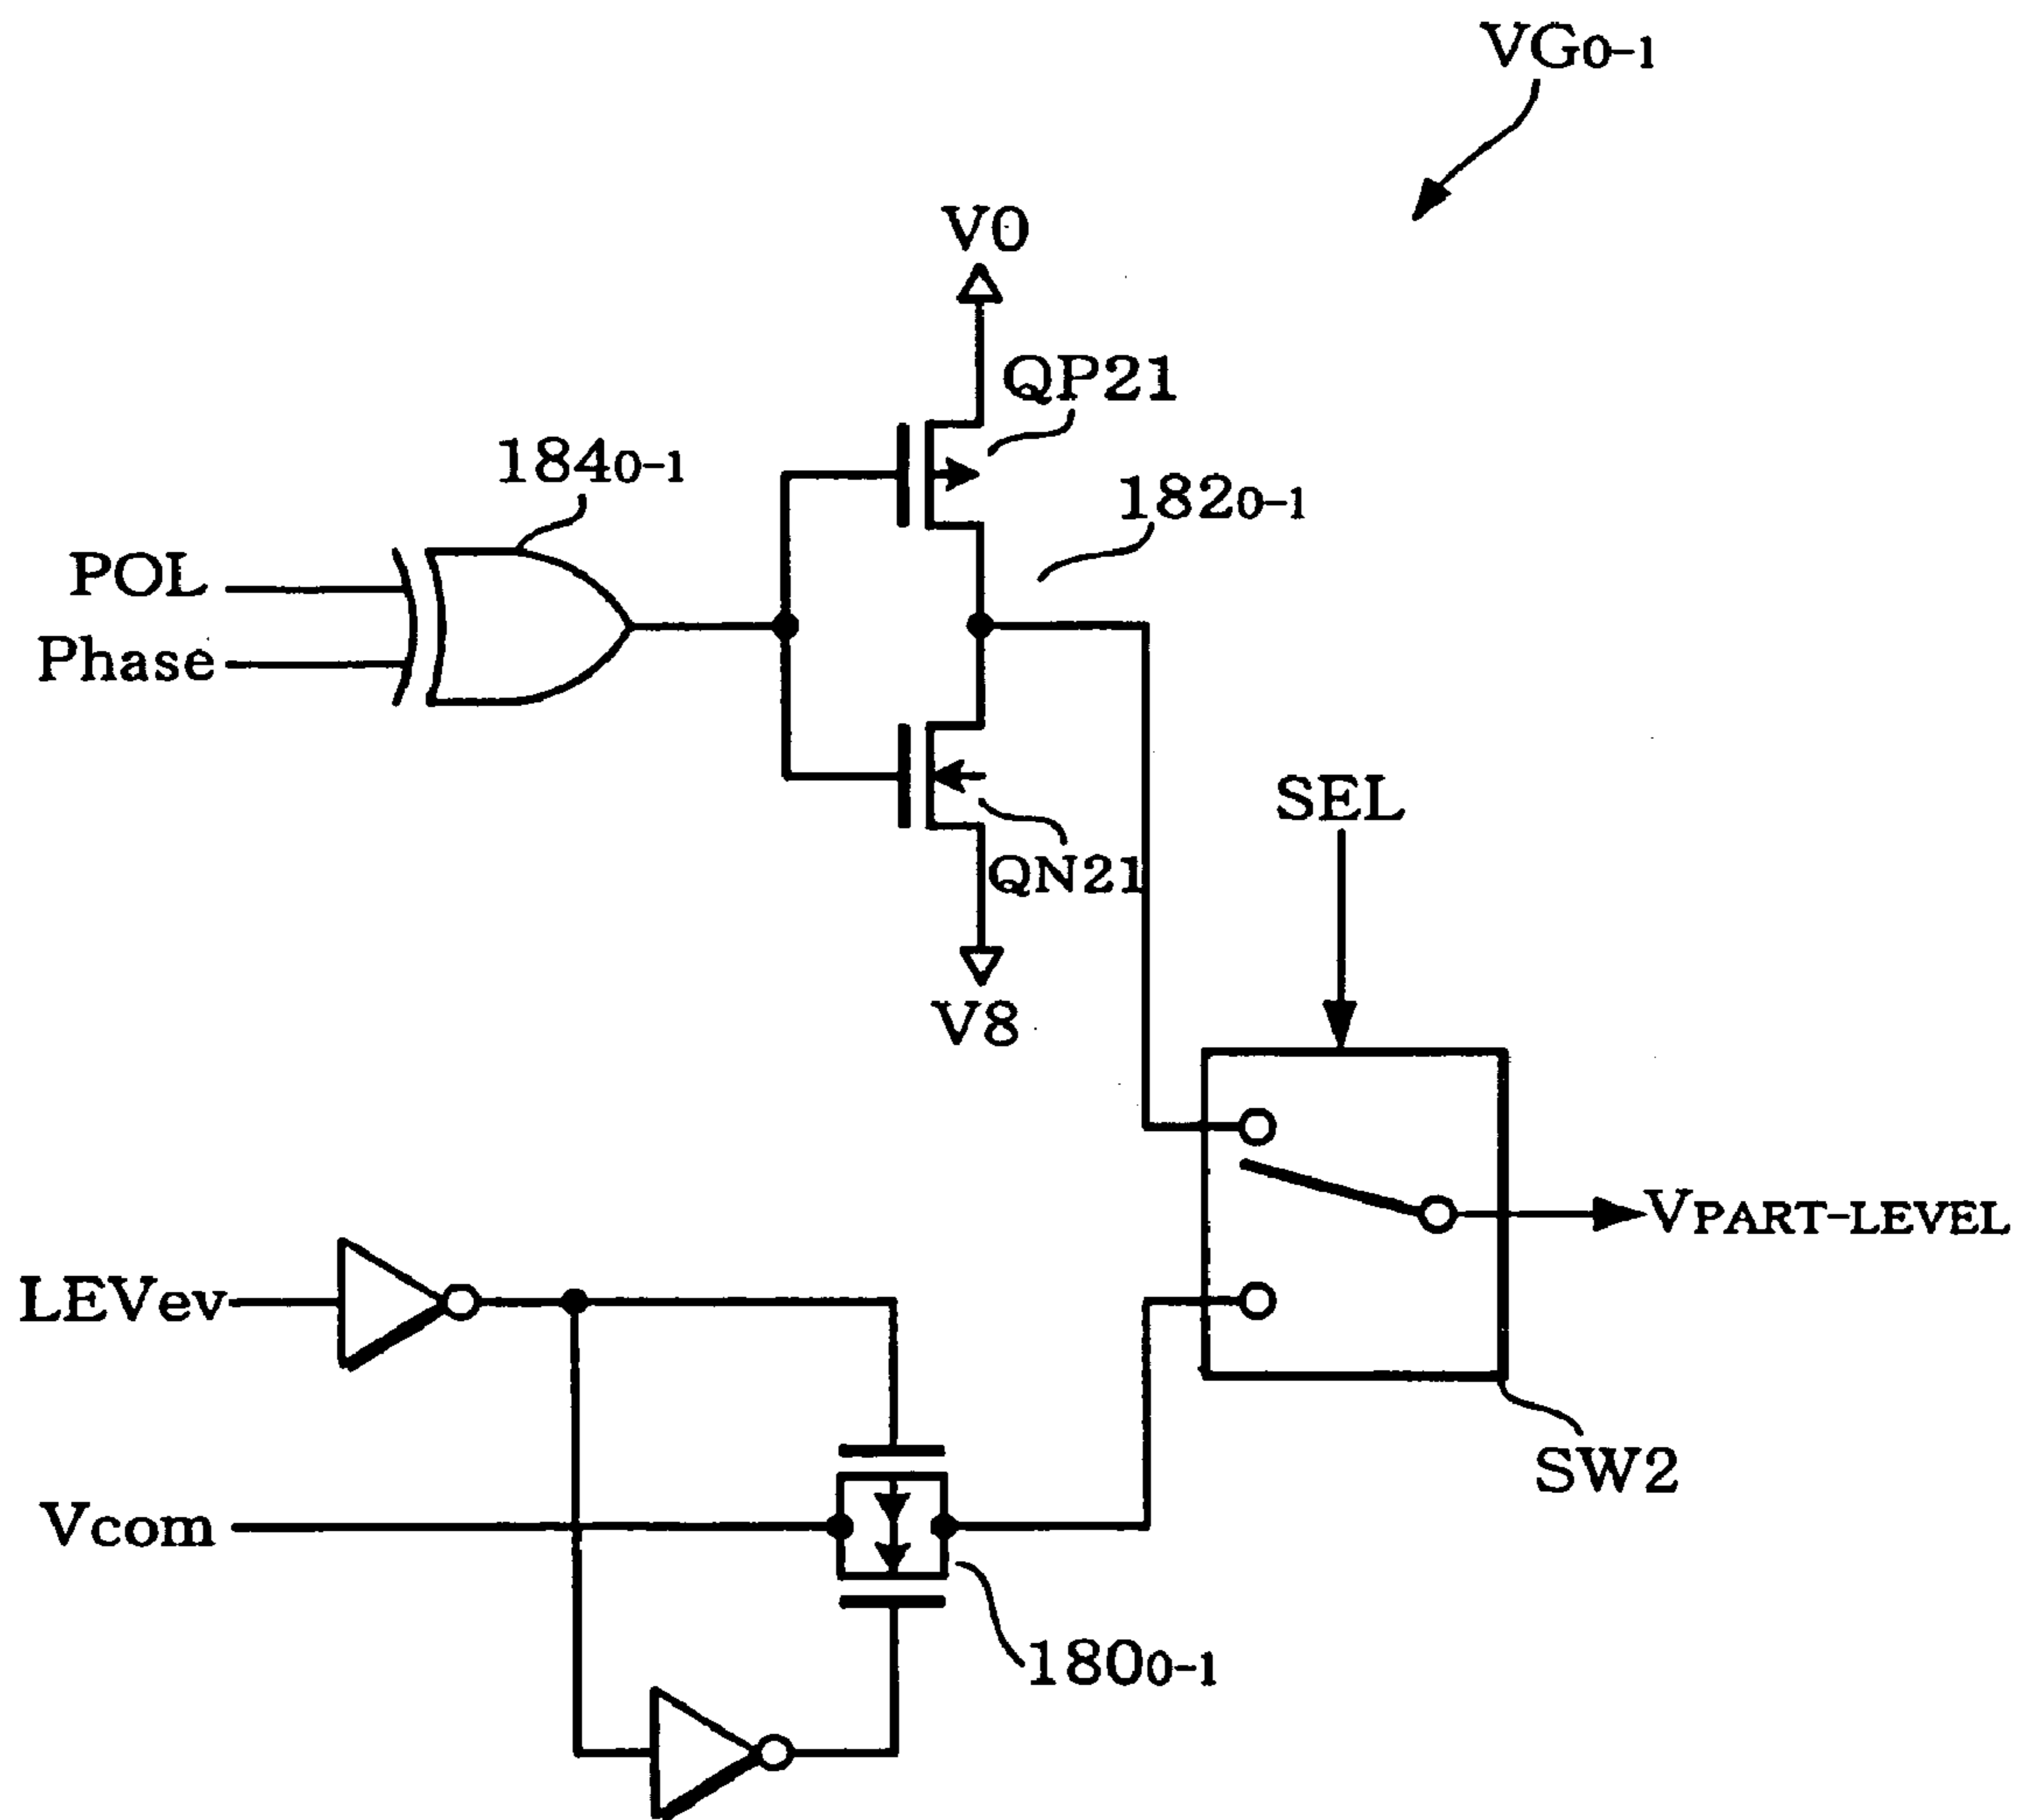 VG0-1
V0
QP21
1840-1
1820-1
POL
Phase
SEL
QN21
V8
VPART-LEVEL
LEVev
SW2
Vcom
1800-1